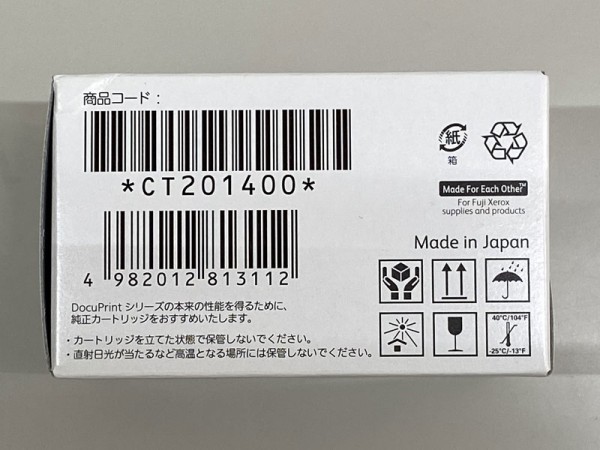 商品コード：
*CT201400*
4 982012 813112
DocuPrint シリーズの本来の性能を得るために、
純正カートリッジをおすすめいたします。
・カートリッジを立てた状態で保管しないでください。
・直射日光が当たるなど高温となる場所には保管しないでください。
紙
箱
Made For Each Other™
For Fuji Xerox
supplies and products
Made in Japan
40°C/104°F
-25°C/-13°F